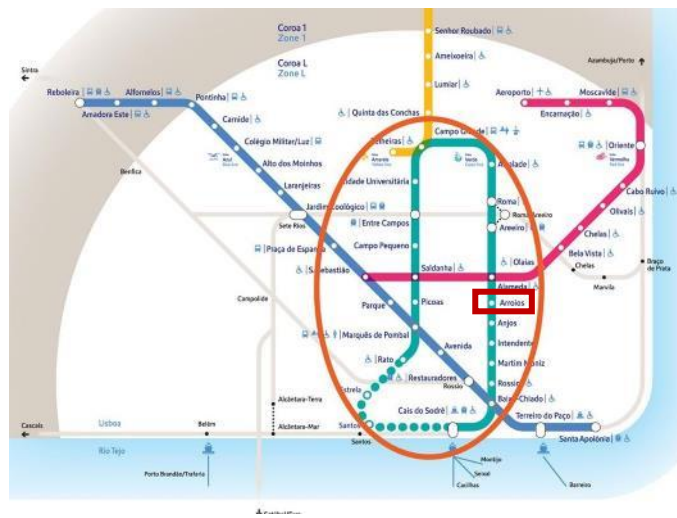 Coroa 1
Zone 1
Coroa L
Zone L
Senhor Roubado
Ameixoeira
Lumiar
Quinta das Conchas
Campo Grande
Telheiras
Sintra
Reboleira
Amadora Este
Alfornelos
Pontinha
Carnide
Colégio Militar/Luz
Alto dos Moinhos
Laranjeiras
Jardim Zoológico
Sete Rios
Praça de Espanha
S. Sebastião
Parque
Marquês de Pombal
Avenida
Restauradores
Rossio
Baixa-Chiado
Terreiro do Paço
Santa Apolónia
Benfica
Campolide
Cidade Universitária
Entre Campos
Campo Pequeno
Saldanha
Picoas
Rato
Estrela
Santos
Santos
Cais do Sodré
Alvalade
Roma
Roma-Areeiro
Areeiro
Alameda
Arroios
Anjos
Intendente
Martim Moniz
Rossio
Olaias
Bela Vista
Chelas
Chelas
Olivais
Cabo Ruivo
Oriente
Moscavide
Encarnação
Aeroporto
Azambuja/Porto
Marvila
Braço
de Prata
Alcântara-Terra
Alcântara-Mar
Belém
Cascais
Lisboa
Rio Tejo
Porto Brandão/Trafaria
Montijo
Seixal
Cacilhas
Barreiro